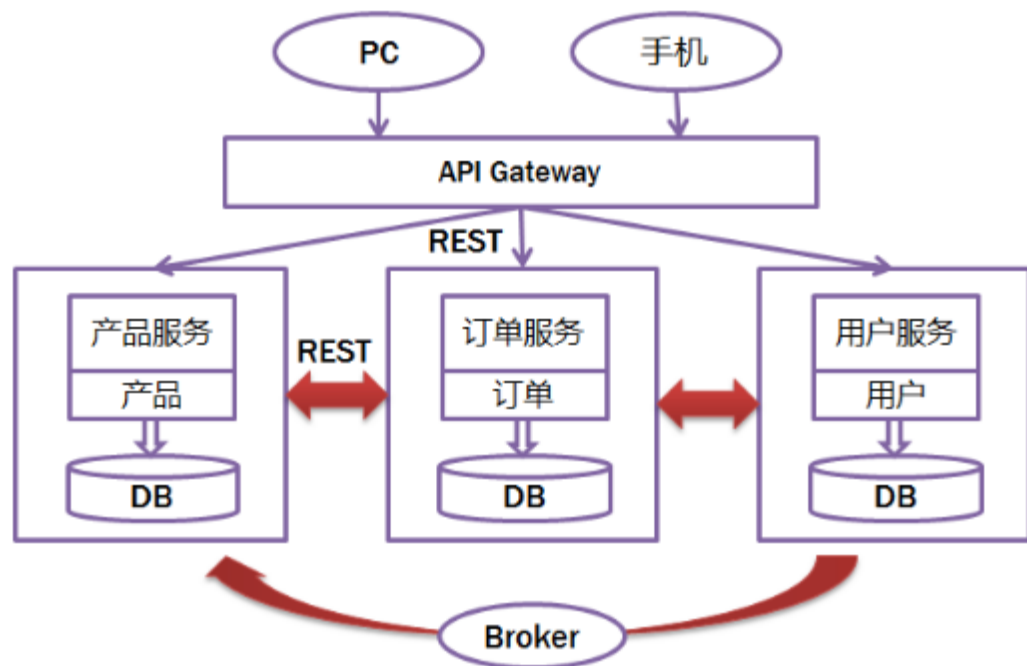 PC
手机
API Gateway
REST
产品服务
产品
DB
REST
订单服务
订单
DB
用户服务
用户
DB
Broker